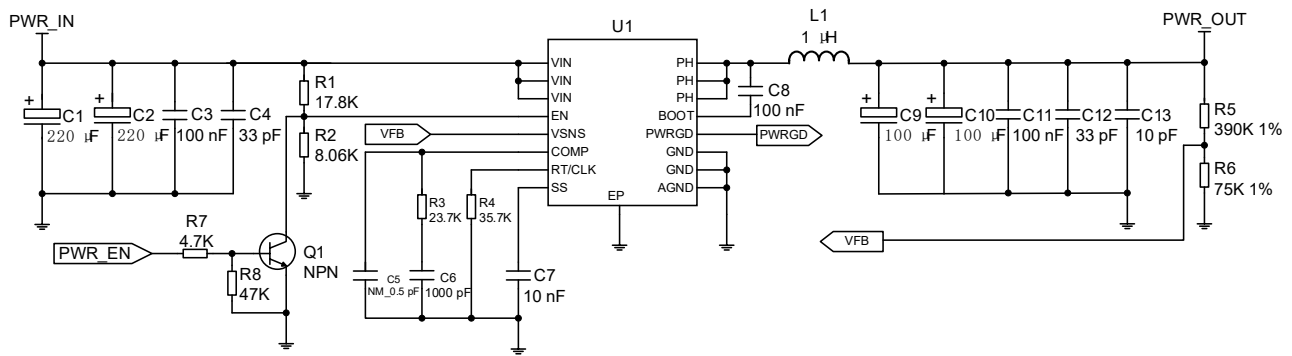 PWR_IN
U1
L1
1 μH
PWR_OUT
VIN
VIN
VIN
EN
VSNS
COMP
RT/CLK
SS
EP
PH
PH
PH
BOOT
PWRGD
GND
GND
AGND
+
C1
220 μF
+
C2
220 μF
C3
100 nF
C4
33 pF
R1
17.8K
R2
8.06K
VFB
C8
100 nF
PWRGD
+
C9
100 μF
+
C10
100 μF
C11
100 nF
C12
33 pF
C13
10 pF
R5
390K 1%
R6
75K 1%
VFB
R3
23.7K
R4
35.7K
PWR_EN
R7
4.7K
R8
47K
Q1
NPN
C5
NM_0.5 pF
C6
1000 pF
C7
10 nF